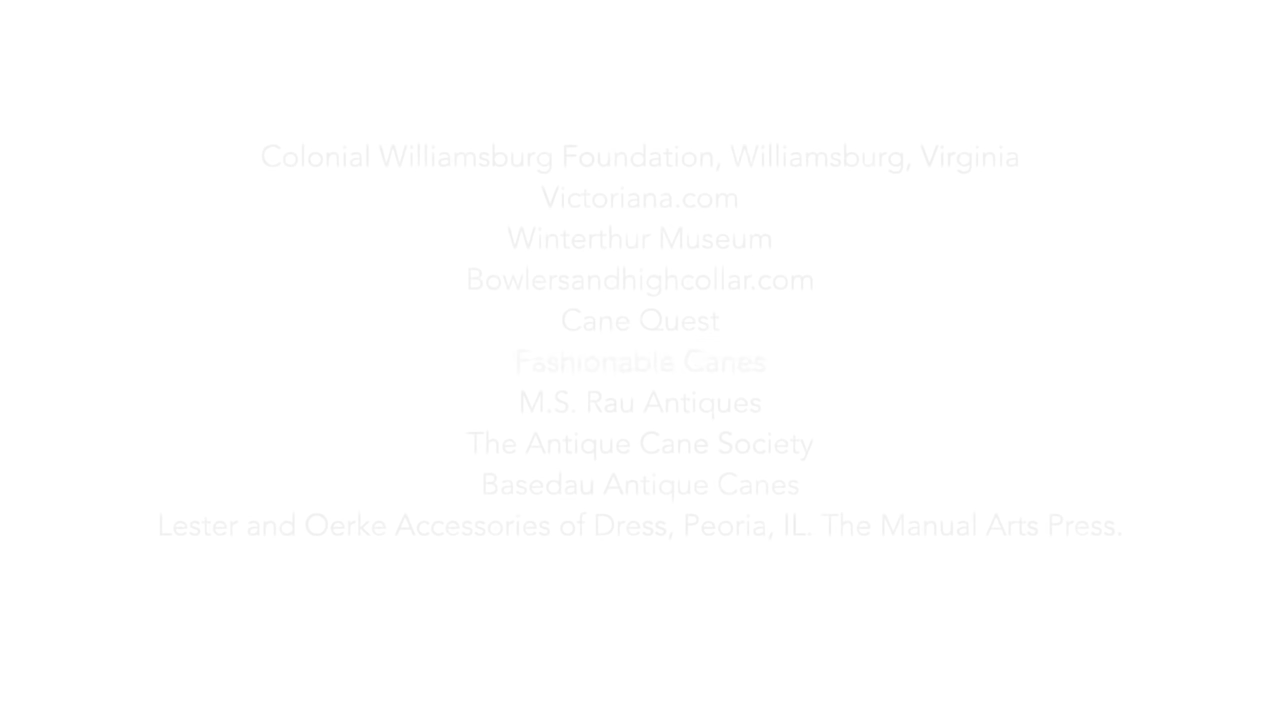 Colonial Williamsburg Foundation, Williamsburg, Virginia
Victoriana.com
Winterthur Museum
Bowlersandhighcollar.com
Cane Quest
Fashionable Canes
M.S. Rau Antiques
The Antique Cane Society
Basedau Antique Canes
Lester and Oerke Accessories of Dress, Peoria, IL. The Manual Arts Press.